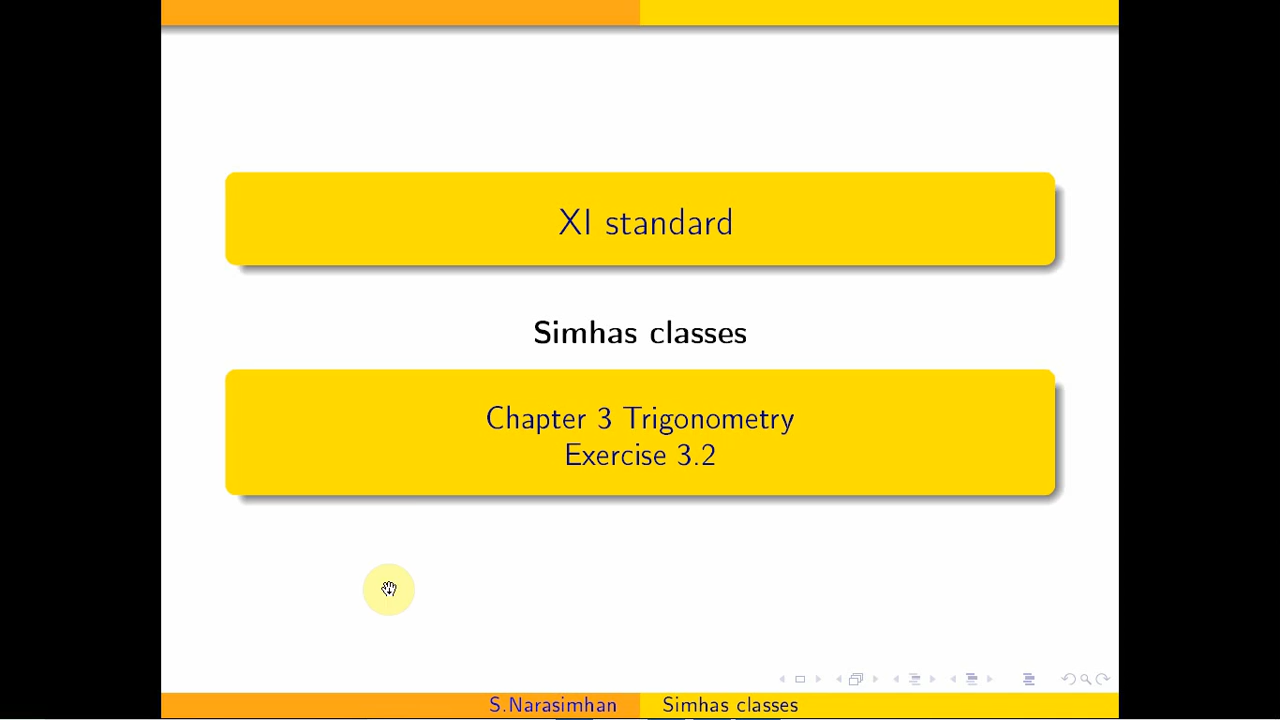 XI standard
Simhas classes
Chapter 3 Trigonometry
Exercise 3.2
S.Narasimhan
Simhas classes